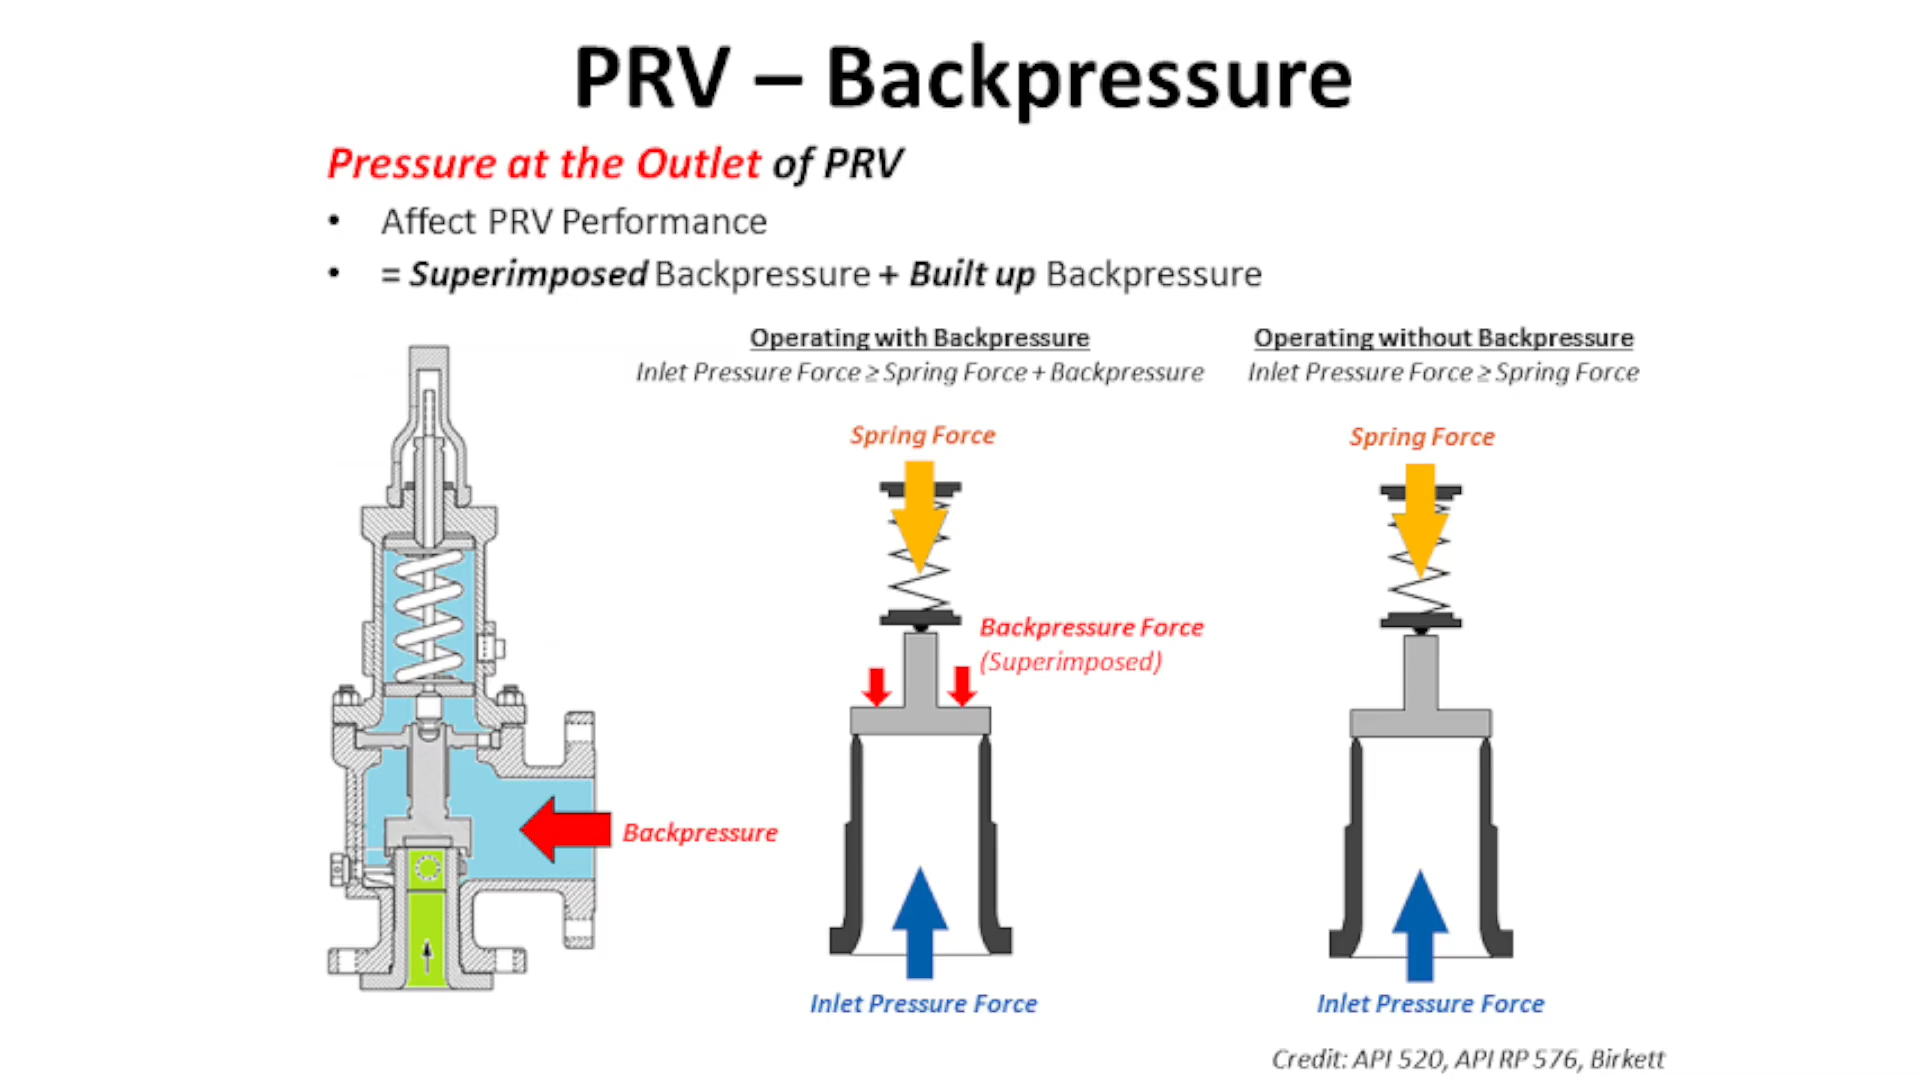 PRV – Backpressure
Pressure at the Outlet of PRV
• Affect PRV Performance
• = Superimposed Backpressure + Built up Backpressure
Operating with Backpressure
Inlet Pressure Force ≥ Spring Force + Backpressure
Operating without Backpressure
Inlet Pressure Force ≥ Spring Force
Spring Force
Spring Force
Backpressure Force
(Superimposed)
Backpressure
Inlet Pressure Force
Inlet Pressure Force
Credit: API 520, API RP 576, Birkett